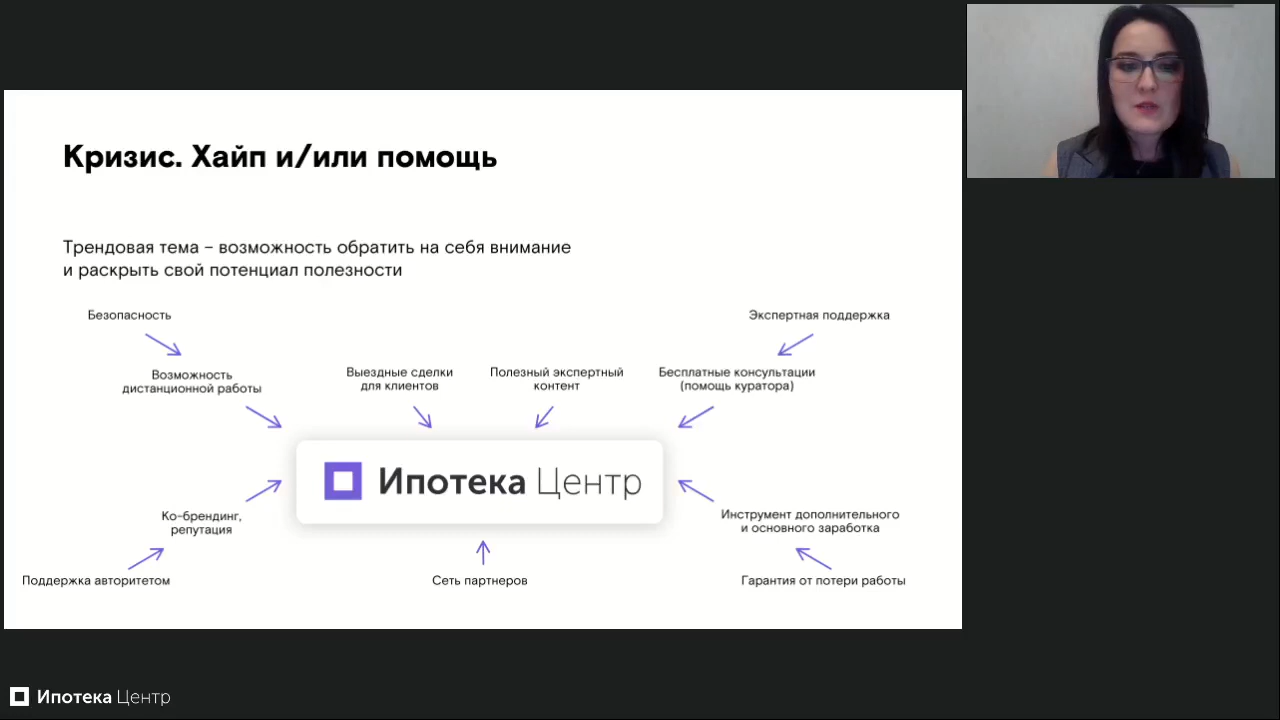 Кризис. Хайп и/или помощь
Трендовая тема – возможность обратить на себя внимание
и раскрыть свой потенциал полезности
Безопасность
Экспертная поддержка
Возможность
дистанционной работы
Выездные сделки
для клиентов
Полезный экспертный
контент
Бесплатные консультации
(помощь куратора)
Ипотека Центр
Ко-брендинг,
репутация
Инструмент дополнительного
и основного заработка
Поддержка авторитетом
Сеть партнеров
Гарантия от потери работы
Ипотека Центр